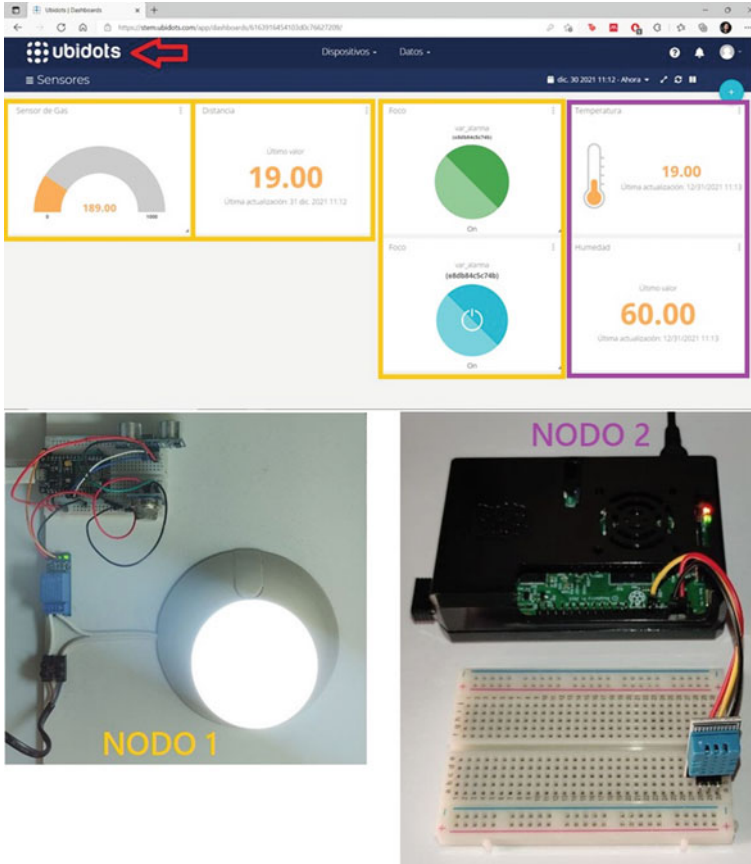 Ubidots | Dashboards
https://stem.ubidots.com/app/dashboards/6163916454103d0c76627209/
ubidots
Dispositivos
Datos
Sensores
dic. 30 2021 11:12 - Ahora
Sensor de Gas
189.00
0
1000
Distancia
Último valor
19.00
Última actualización: 31 dic. 2021 11:12
Foco
var_alarma
(e8db84c5c74b)
On
Temperatura
19.00
Última actualización: 12/31/2021 11:13
Foco
var_alarma
(e8db84c5c74b)
On
Humedad
Último valor
60.00
Última actualización: 12/31/2021 11:13
NODO 1
NODO 2